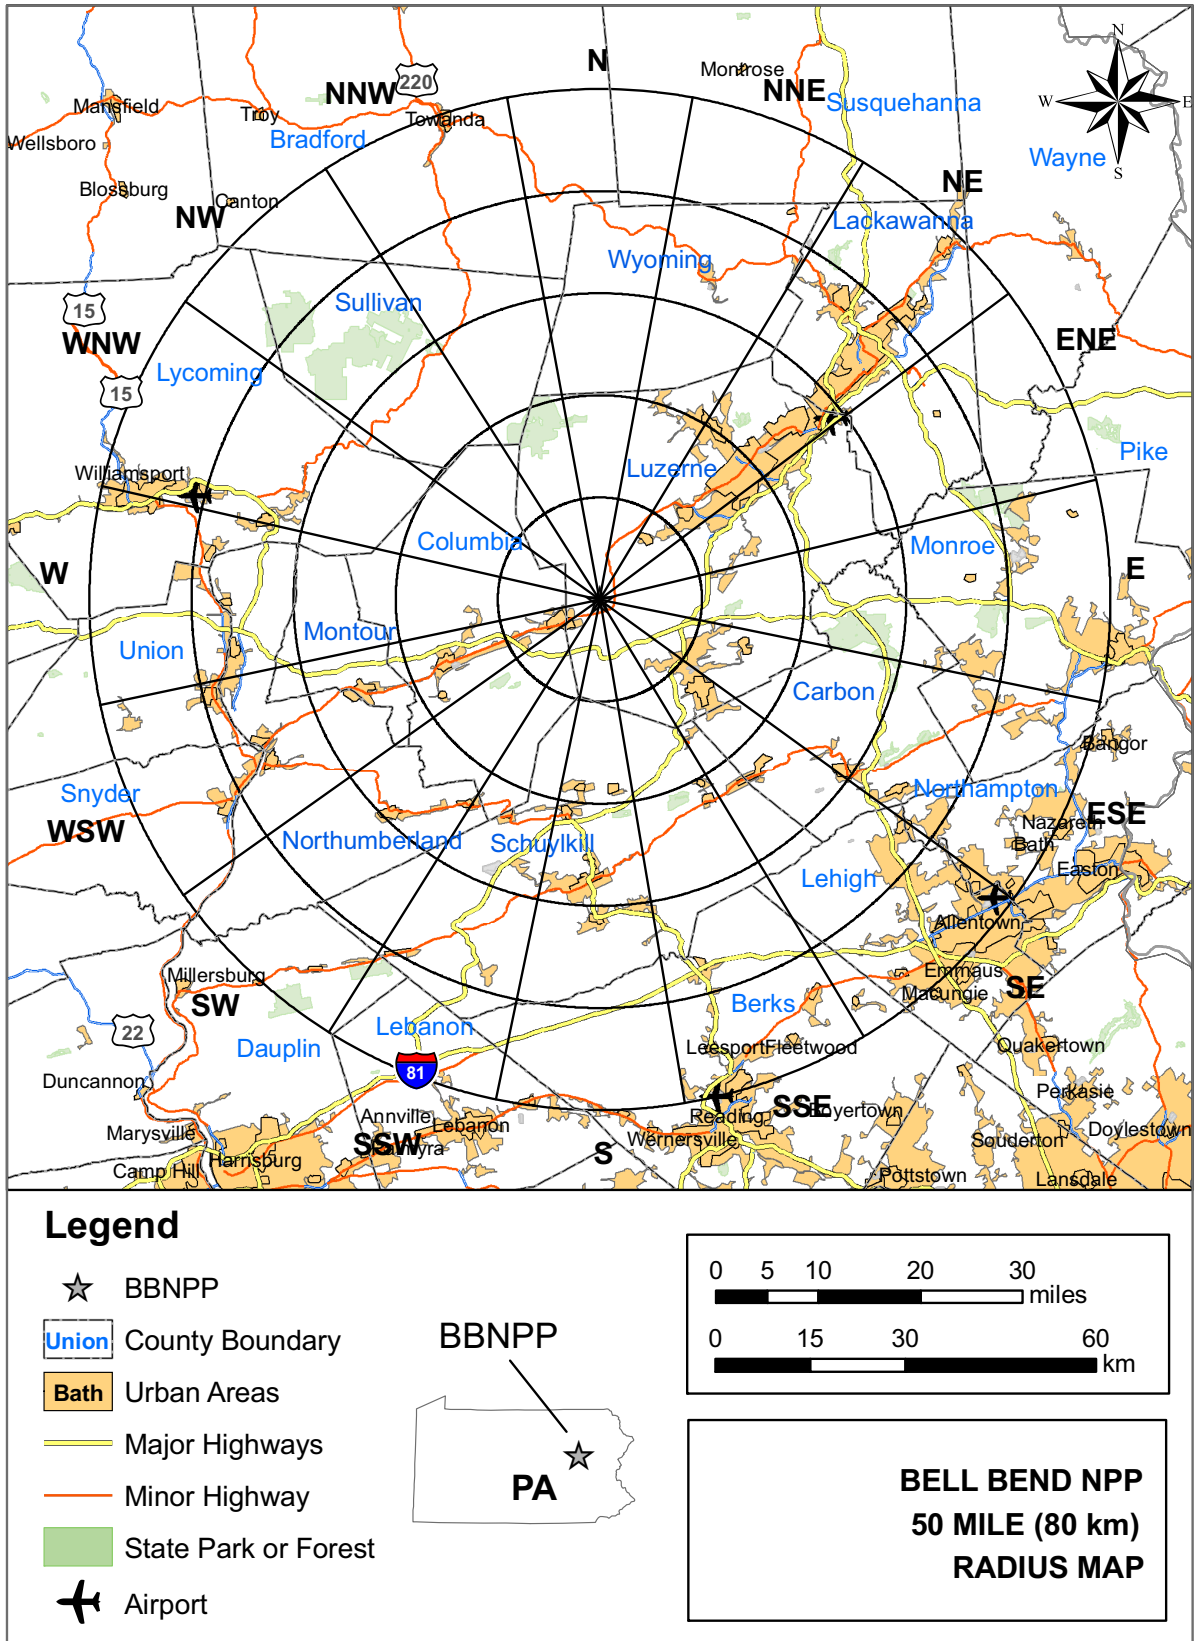 N
Montrose
NNE
Susquehanna
N
W
E
S
Wayne
220
NNW
Mansfield
Troy
Towanda
Bradford
Wellsboro
Blossburg
Canton
NW
NE
Lackawanna
Wyoming
Sullivan
15
WNW
ENE
Lycoming
15
Pike
Williamsport
Luzerne
Columbia
Monroe
W
E
Montour
Union
Carbon
Bangor
Snyder
Northampton
WSW
ESE
Nazareth
Northumberland
Schuylkill
Bath
Easton
Lehigh
Allentown
Emmaus
Macungie
SE
Millersburg
SW
Berks
22
Lebanon
Dauplin
Leesport
Fleetwood
Quakertown
81
Duncannon
Perkasie
Annville
Reading
SSE
Boyertown
Marysville
Lebanon
Wernersville
Souderton
Doylestown
SSW
S
Camp Hill
Harrisburg
Pottstown
Lansdale
Legend
BBNPP
Union
County Boundary
Bath
Urban Areas
Major Highways
Minor Highway
State Park or Forest
Airport
BBNPP
PA
0 5 10 20 30
miles
0 15 30 60
km
BELL BEND NPP
50 MILE (80 km)
RADIUS MAP